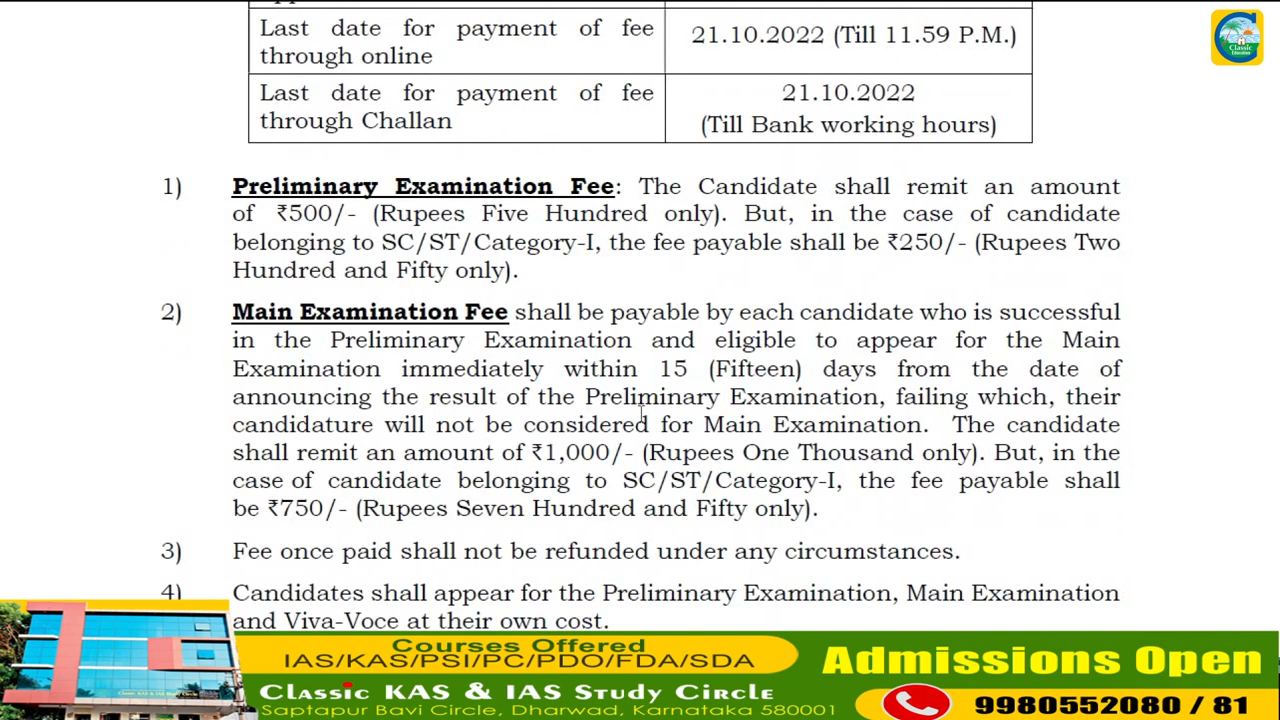 Last date for payment of fee
through online
21.10.2022 (Till 11.59 P.M.)
Last date for payment of fee
through Challan
21.10.2022
(Till Bank working hours)
1) Preliminary Examination Fee: The Candidate shall remit an amount
of ₹500/- (Rupees Five Hundred only). But, in the case of candidate
belonging to SC/ST/Category-I, the fee payable shall be ₹250/- (Rupees Two
Hundred and Fifty only).
2) Main Examination Fee shall be payable by each candidate who is successful
in the Preliminary Examination and eligible to appear for the Main
Examination immediately within 15 (Fifteen) days from the date of
announcing the result of the Preliminary Examination, failing which, their
candidature will not be considered for Main Examination. The candidate
shall remit an amount of ₹1,000/- (Rupees One Thousand only). But, in the
case of candidate belonging to SC/ST/Category-I, the fee payable shall
be ₹750/- (Rupees Seven Hundred and Fifty only).
3) Fee once paid shall not be refunded under any circumstances.
4) Candidates shall appear for the Preliminary Examination, Main Examination
and Viva-Voce at their own cost.
Classic
Education
Courses Offered
IAS/KAS/PSI/PC/PDO/FDA/SDA
Classic KAS & IAS Study Circle
Saptapur Bavi Circle, Dharwad, Karnataka 580001
Admissions Open
9980552080 / 81
Classic KAS & IAS Study Circle